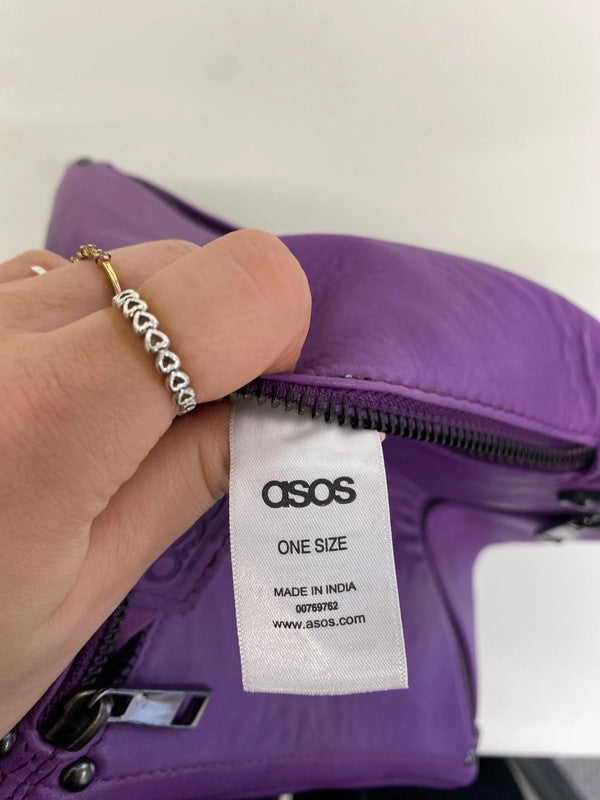 asos
ONE SIZE
MADE IN INDIA
00769762
www.asos.com